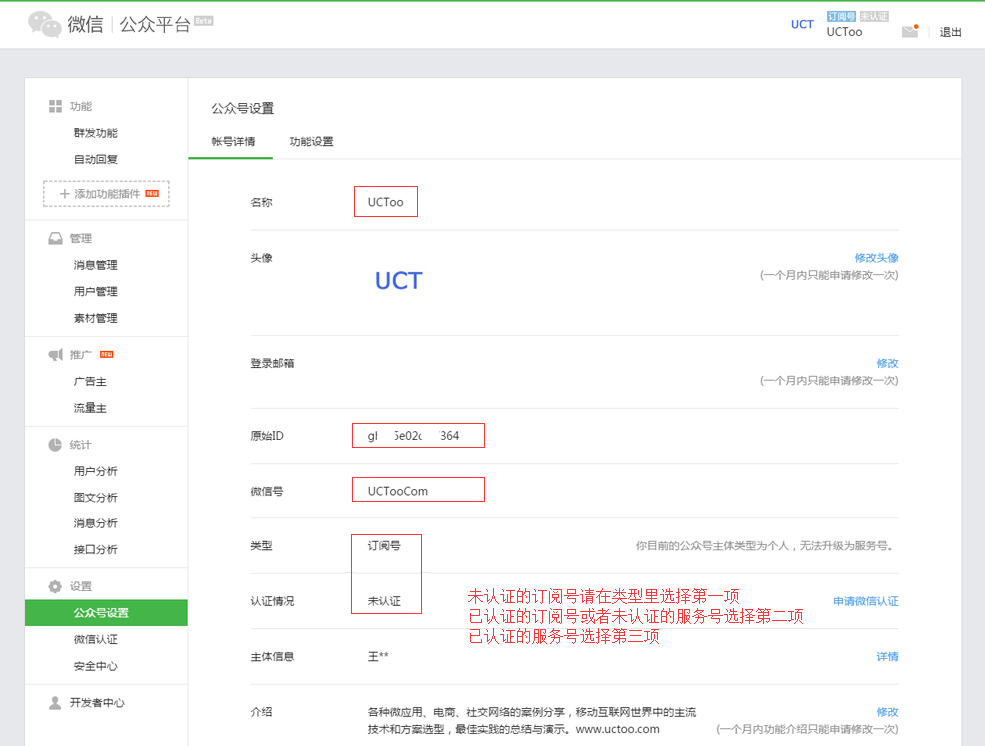 微信 | 公众平台 Beta
UCT
订阅号 未认证
UCToo
退出
功能
群发功能
自动回复
添加功能插件 NEW
管理
消息管理
用户管理
素材管理
推广 NEW
广告主
流量主
统计
用户分析
图文分析
消息分析
接口分析
设置
公众号设置
微信认证
安全中心
开发者中心
公众号设置
帐号详情 功能设置
名称 UCToo
头像 UCT 修改头像
(一个月内只能申请修改一次)
登录邮箱 修改
(一个月内只能申请修改一次)
原始ID gl 5e02c 364
微信号 UCTooCom
类型 订阅号 你目前的公众号主体类型为个人，无法升级为服务号。
认证情况 未认证 申请微信认证
未认证的订阅号请在类型里选择第一项
已认证的订阅号或者未认证的服务号选择第二项
已认证的服务号选择第三项
主体信息 王** 详情
介绍 各种微应用、电商、社交网络的案例分享，移动互联网世界中的主流 修改
技术和方案选型，最佳实践的总结与演示。www.uctoo.com (一个月内功能介绍只能申请修改一次)